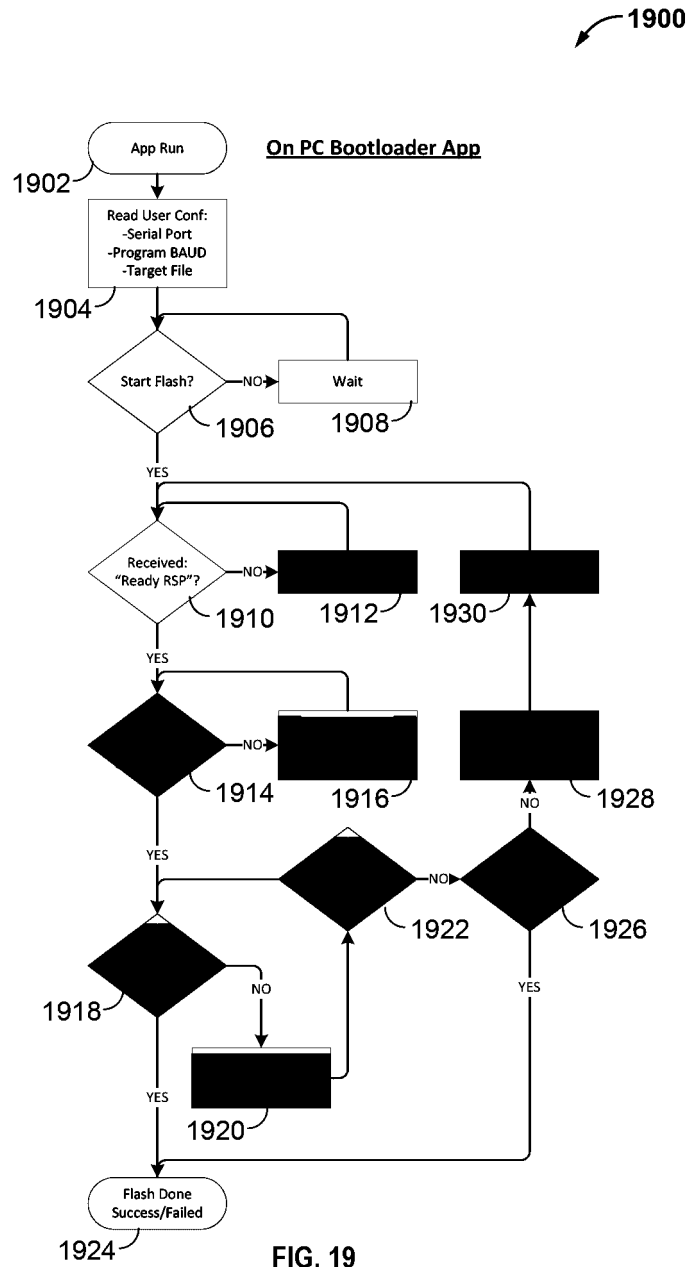 1900
App Run
On PC Bootloader App
1902
Read User Conf:
-Serial Port
-Program BAUD
-Target File
1904
Start Flash?
NO
Wait
1906
1908
YES
Received:
"Ready RSP"?
NO
1910
1912
1930
YES
NO
1914
1916
1928
NO
YES
NO
1922
1926
1918
NO
YES
1920
YES
Flash Done
Success/Failed
1924
FIG. 19